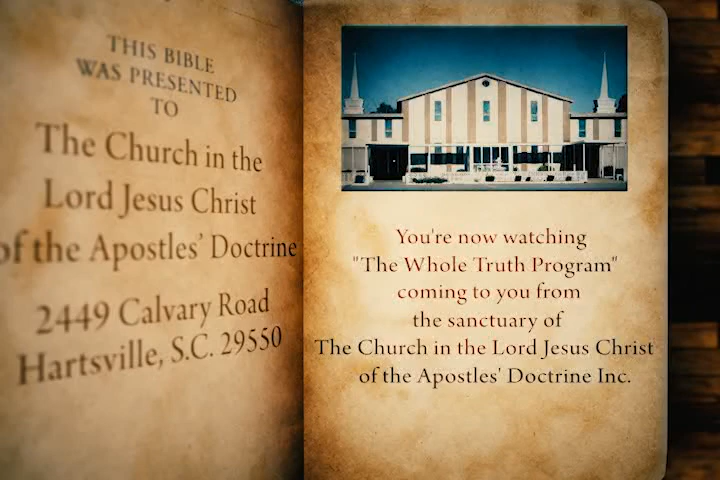 THIS BIBLE
WAS PRESENTED
TO
The Church in the
Lord Jesus Christ
of the Apostles' Doctrine
2449 Calvary Road
Hartsville, S.C. 29550
You're now watching
"The Whole Truth Program"
coming to you from
the sanctuary of
The Church in the Lord Jesus Christ
of the Apostles' Doctrine Inc.